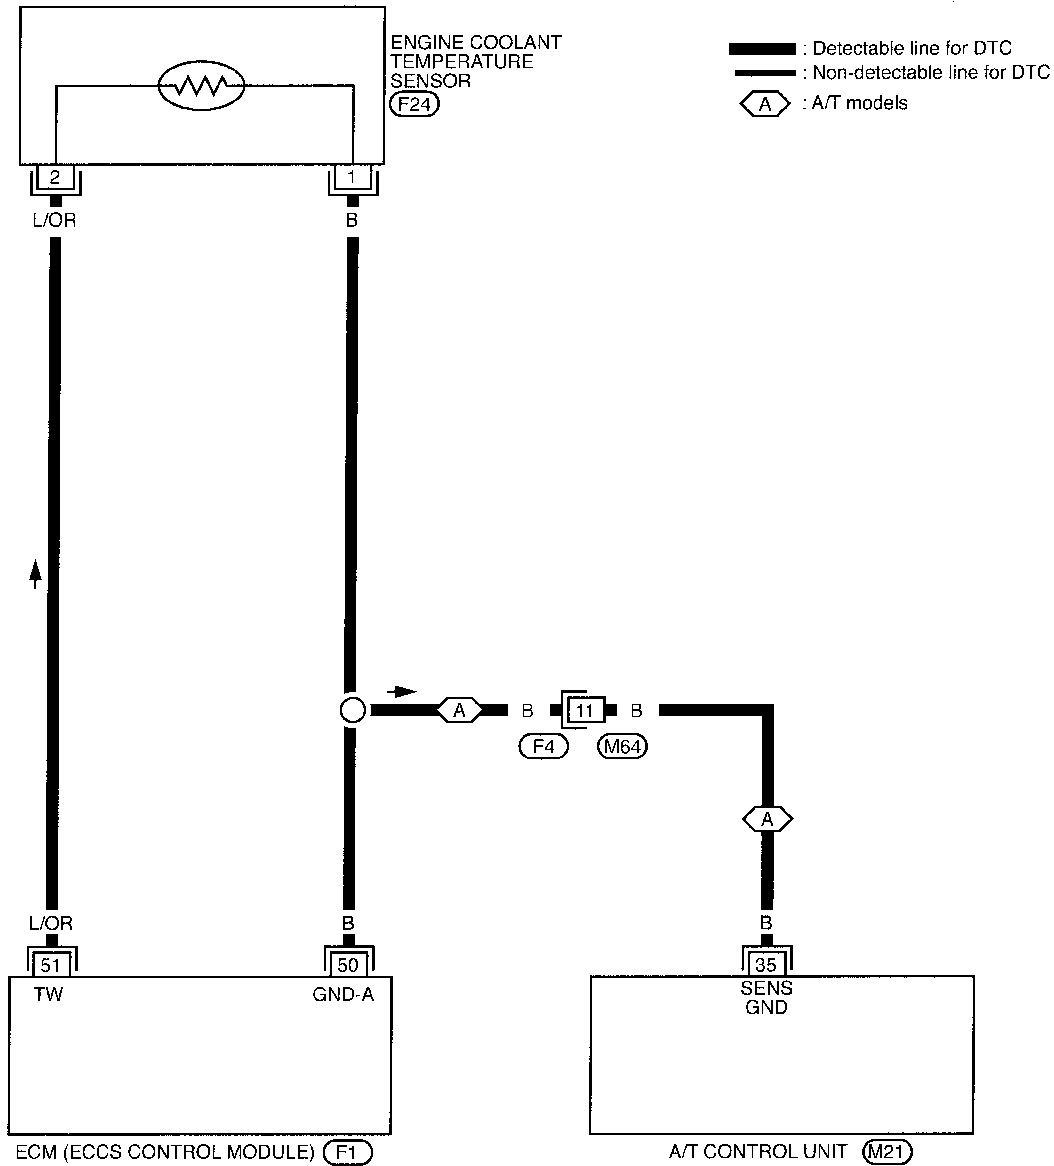 ENGINE COOLANT
TEMPERATURE
SENSOR
F24
: Detectable line for DTC
: Non-detectable line for DTC
A : A/T models
2 1
L/OR B
A B 11 B
F4 M64
A
L/OR B B
51 50 35
TW GND-A SENS
GND
ECM (ECCS CONTROL MODULE) F1 A/T CONTROL UNIT M21